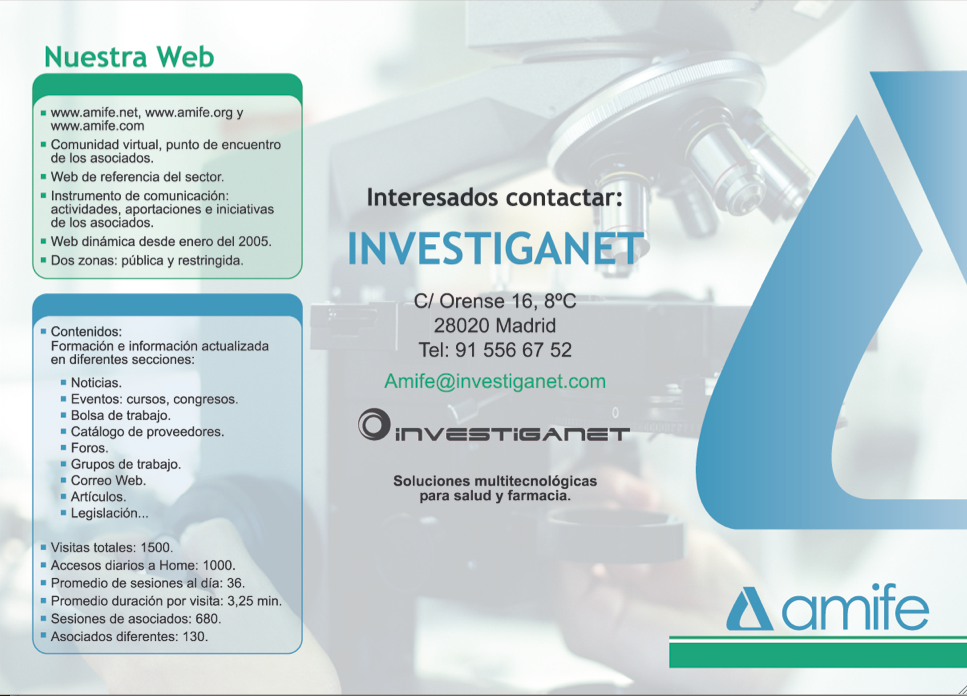 Nuestra Web
www.amife.net, www.amife.org y
www.amife.com
Comunidad virtual, punto de encuentro
de los asociados.
Web de referencia del sector.
Instrumento de comunicación:
actividades, aportaciones e iniciativas
de los asociados.
Web dinámica desde enero del 2005.
Dos zonas: pública y restringida.
Contenidos:
Formación e información actualizada
en diferentes secciones:
Noticias.
Eventos: cursos, congresos.
Bolsa de trabajo.
Catálogo de proveedores.
Foros.
Grupos de trabajo.
Correo Web.
Artículos.
Legislación...
Visitas totales: 1500.
Accesos diarios a Home: 1000.
Promedio de sesiones al día: 36.
Promedio duración por visita: 3,25 min.
Sesiones de asociados: 680.
Asociados diferentes: 130.
Interesados contactar:
INVESTIGANET
C/ Orense 16, 8ºC
28020 Madrid
Tel: 91 556 67 52
Amife@investiganet.com
INVESTIGANET
Soluciones multitecnológicas
para salud y farmacia.
amife